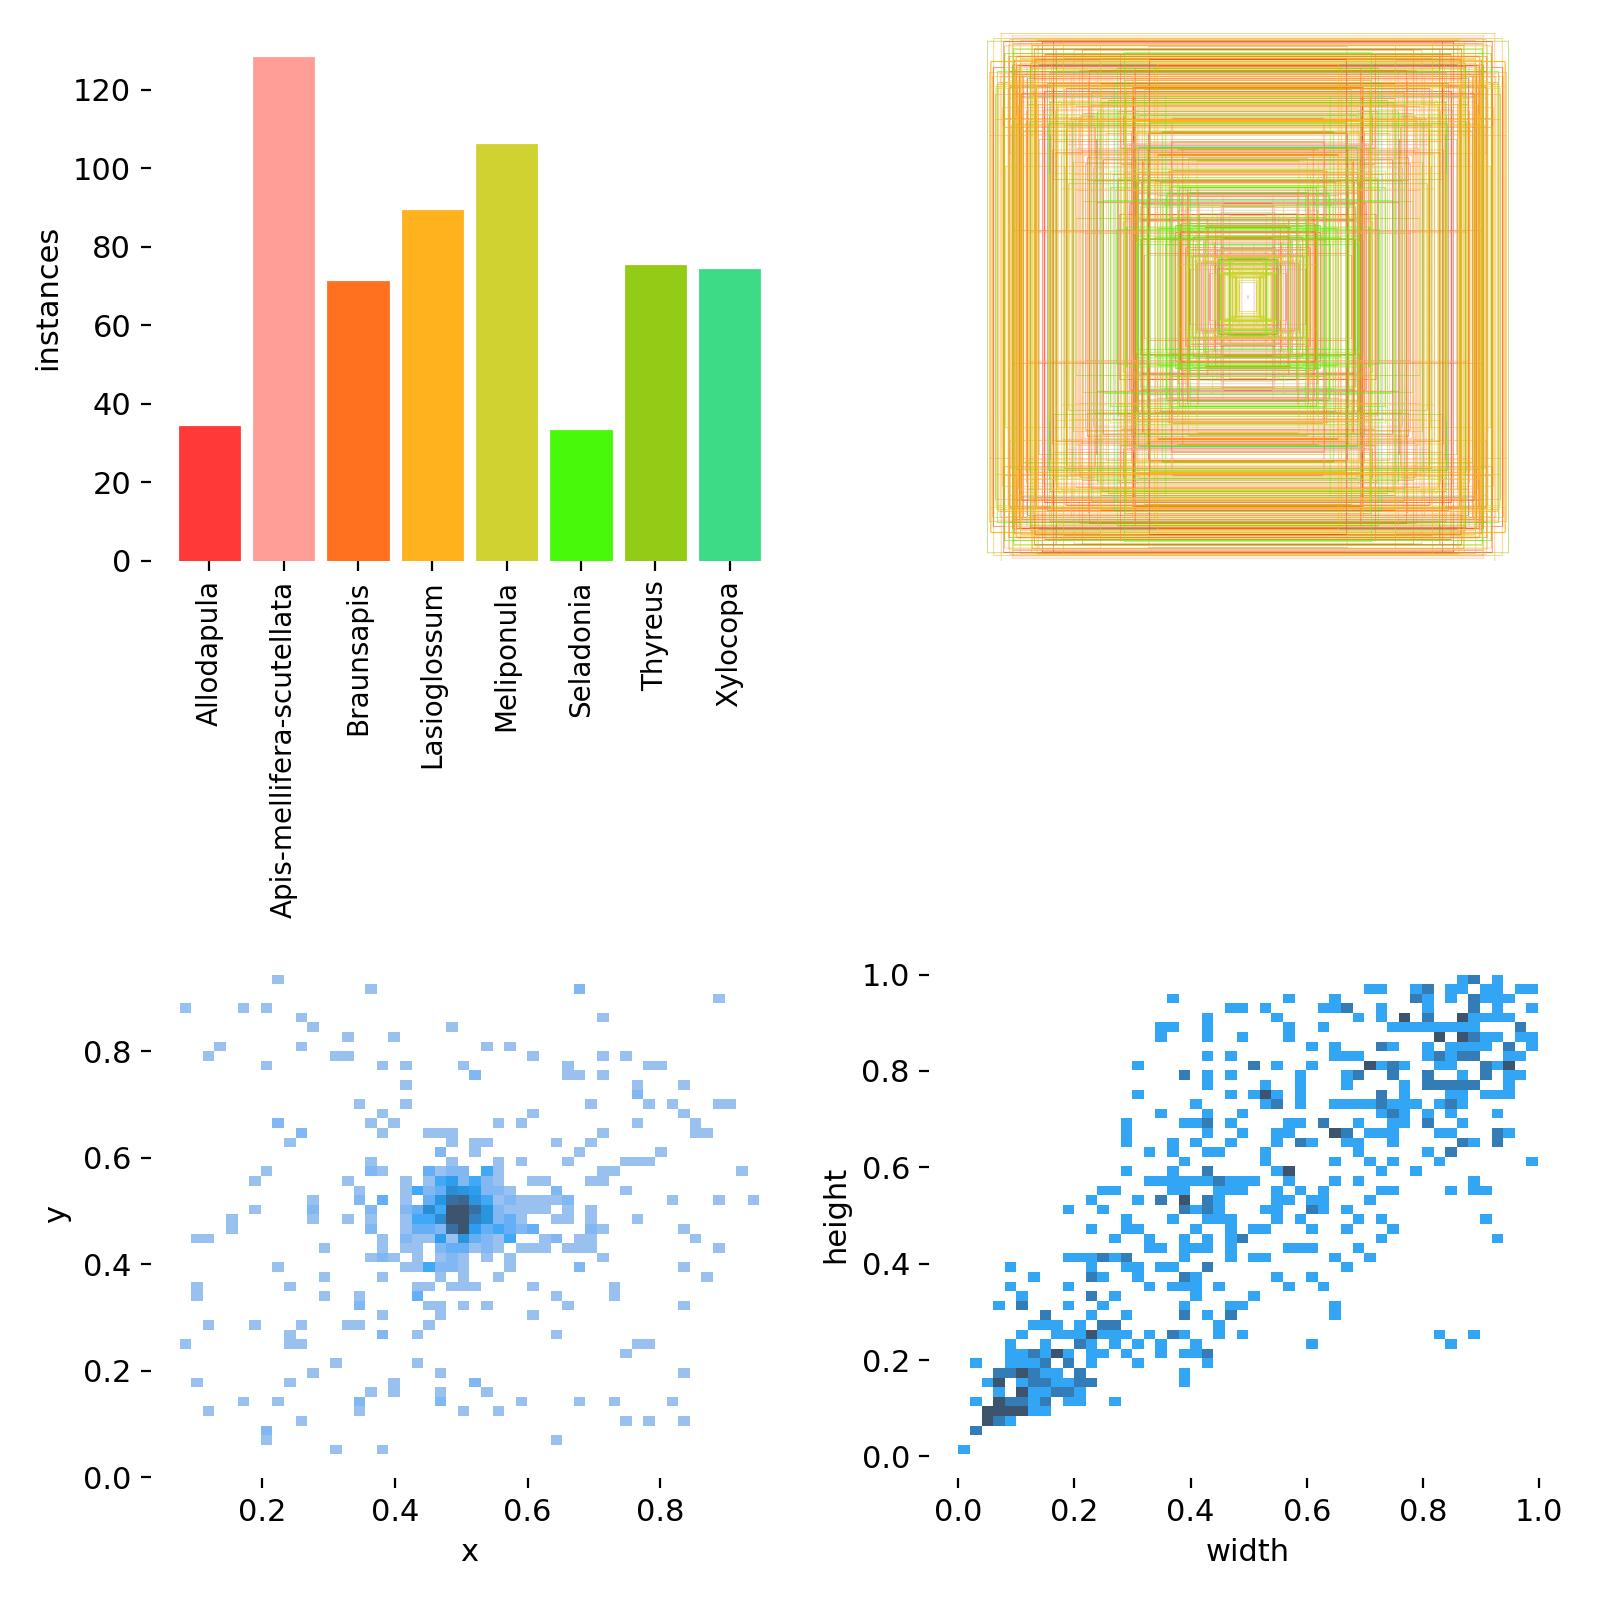 120
100
80
60
40
20
0
instances
Allodapula
Apis-mellifera-scutellata
Braunsapis
Lasioglossum
Meliponula
Seladonia
Thyreus
Xylocopa
0.8
0.6
0.4
0.2
0.0
y
0.2 0.4 0.6 0.8
x
1.0
0.8
0.6
0.4
0.2
0.0
height
0.0 0.2 0.4 0.6 0.8 1.0
width